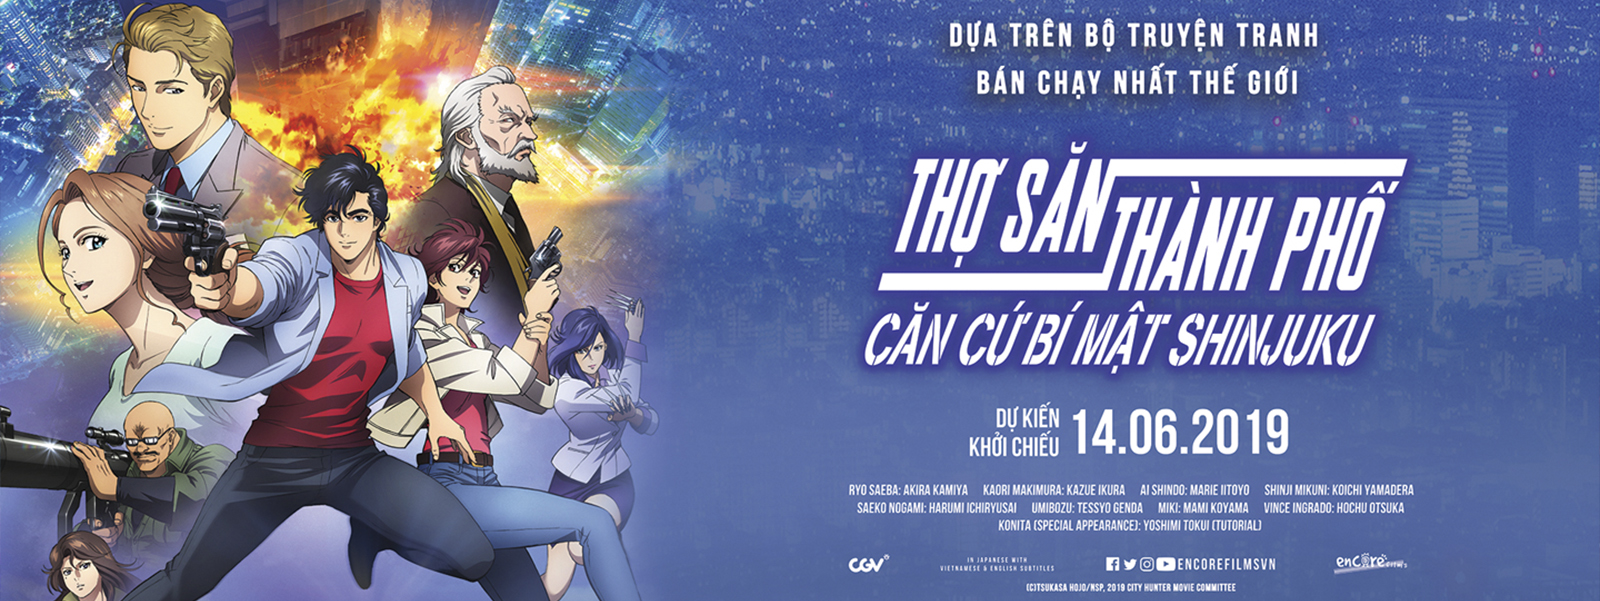 DỰA TRÊN BỘ TRUYỆN TRANH
BÁN CHẠY NHẤT THẾ GIỚI
THỢ SĂN THÀNH PHỐ
CĂN CỨ BÍ MẬT SHINJUKU
DỰ KIẾN
KHỞI CHIẾU 14.06.2019
RYO SAEBA: AKIRA KAMIYA KAORI MAKIMURA: KAZUE IKURA AI SHINDO: MARIE IITOYO SHINJI MIKUNI: KOICHI YAMADERA
SAEKO NOGAMI: HARUMI ICHIRYUSAI UMIBOZU: TESSYO GENDA MIKI: MAMI KOYAMA VINCE INGRADO: HOCHU OTSUKA
KONITA (SPECIAL APPEARANCE): YOSHIMI TOKUI (TUTORIAL)
CGV
IN JAPANESE WITH
VIETNAMESE & ENGLISH SUBTITLES
ENCOREFILMSVN
encore FILMS
(C)TSUKASA HOJO/NSP, 2019 CITY HUNTER MOVIE COMMITTEE